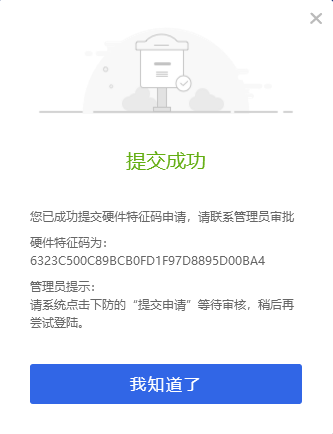 提交成功
您已成功提交硬件特征码申请，请联系管理员审批
硬件特征码为：
6323C500C89BCB0FD1F97D8895D00BA4
管理员提示：
请系统点击下防的“提交申请”等待审核，稍后再
尝试登陆。
我知道了